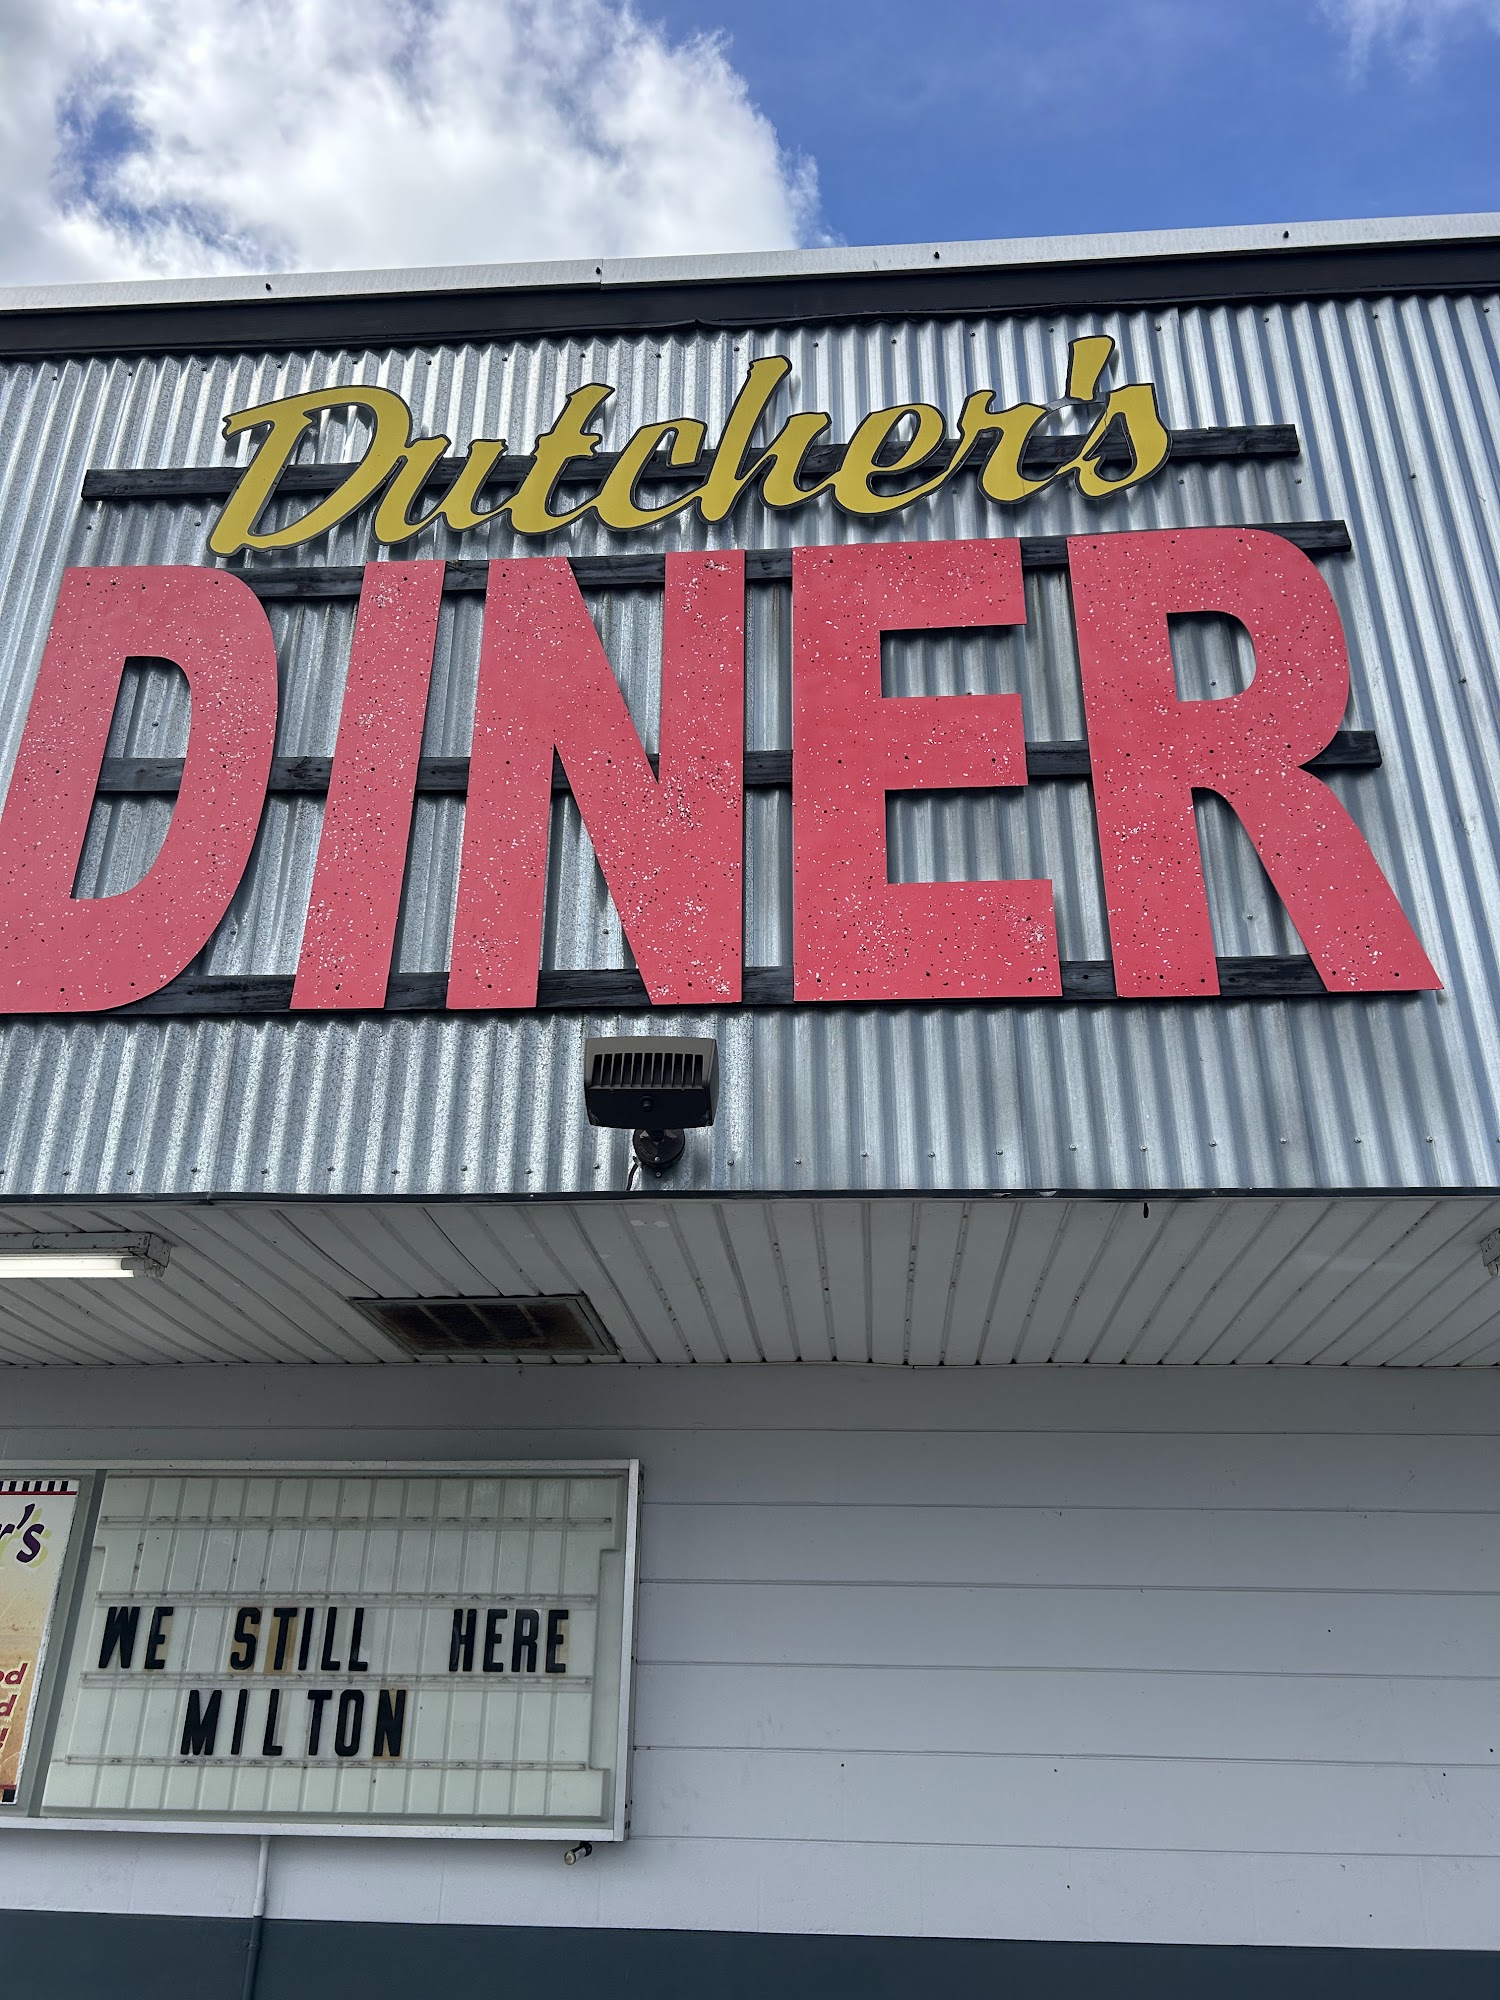 Dutcher's
DINER
r's
WE STILL HERE
MILTON